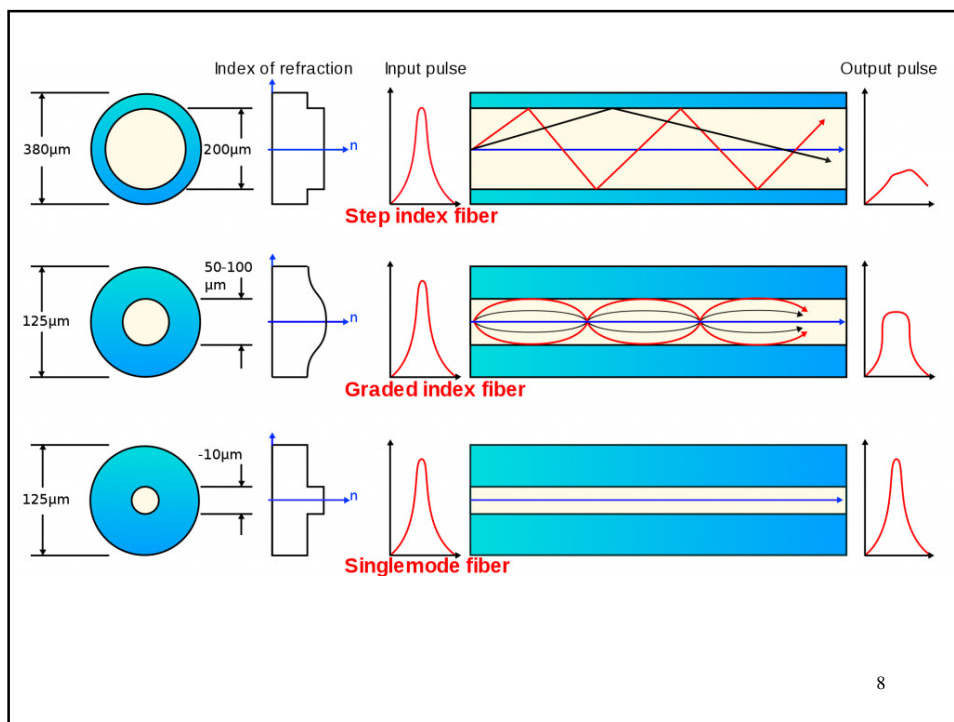 Index of refraction
Input pulse
Output pulse
380µm
200µm
n
Step index fiber
50-100
µm
125µm
n
Graded index fiber
-10µm
125µm
n
Singlemode fiber
8